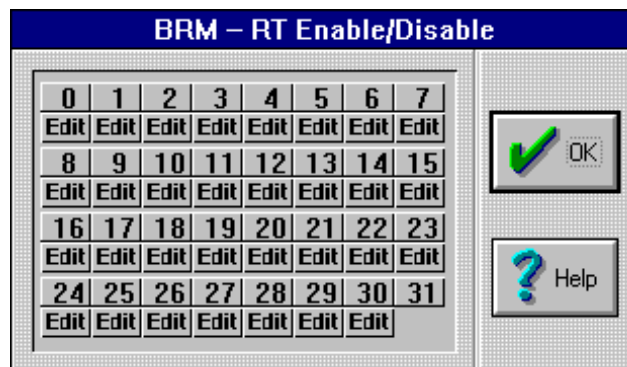 BRM – RT Enable/Disable
0 1 2 3 4 5 6 7
Edit Edit Edit Edit Edit Edit Edit Edit
8 9 10 11 12 13 14 15
Edit Edit Edit Edit Edit Edit Edit Edit
OK
16 17 18 19 20 21 22 23
Edit Edit Edit Edit Edit Edit Edit Edit
24 25 26 27 28 29 30 31
Edit Edit Edit Edit Edit Edit Edit
Help